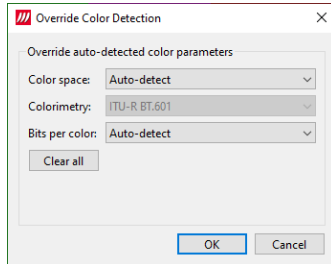 Override Color Detection
Override auto-detected color parameters
Color space: Auto-detect
Colorimetry: ITU-R BT.601
Bits per color: Auto-detect
Clear all
OK Cancel